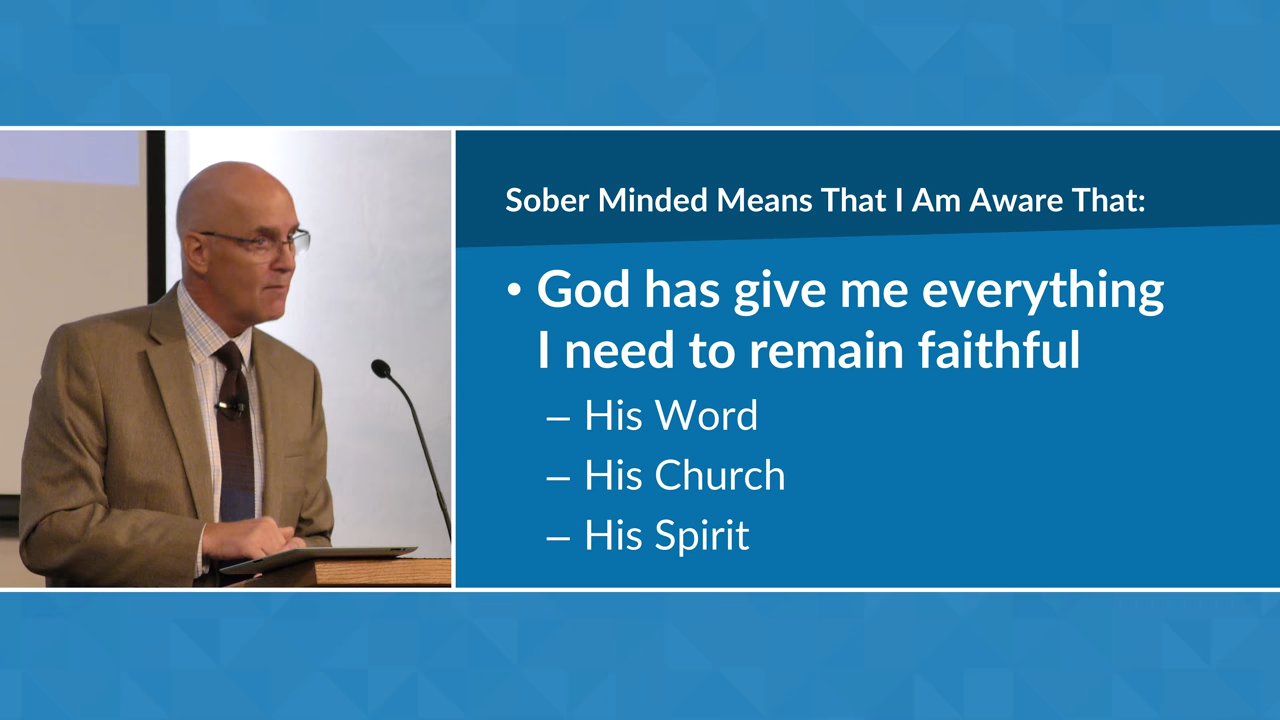 Sober Minded Means That I Am Aware That:
• God has give me everything
I need to remain faithful
– His Word
– His Church
– His Spirit